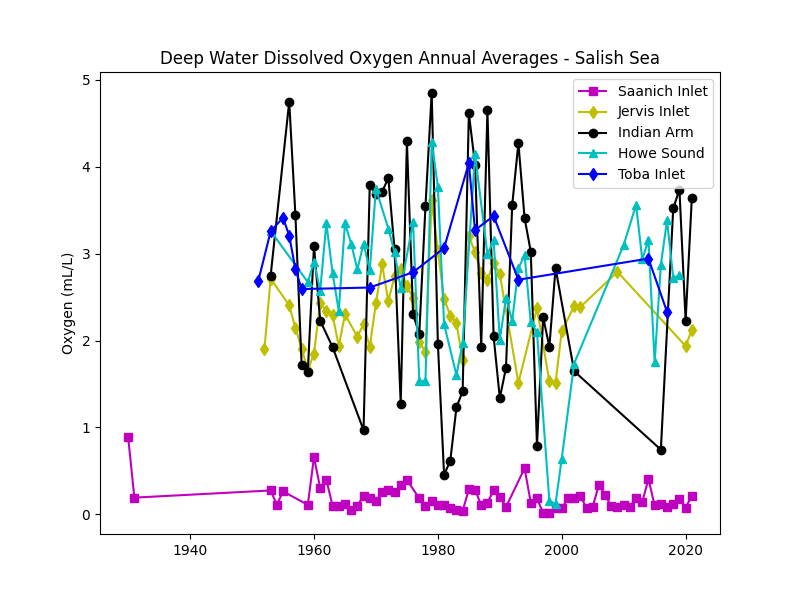 Deep Water Dissolved Oxygen Annual Averages - Salish Sea
Saanich Inlet
Jervis Inlet
Indian Arm
Howe Sound
Toba Inlet
Oxygen (mL/L)
5
4
3
2
1
0
1940 1960 1980 2000 2020